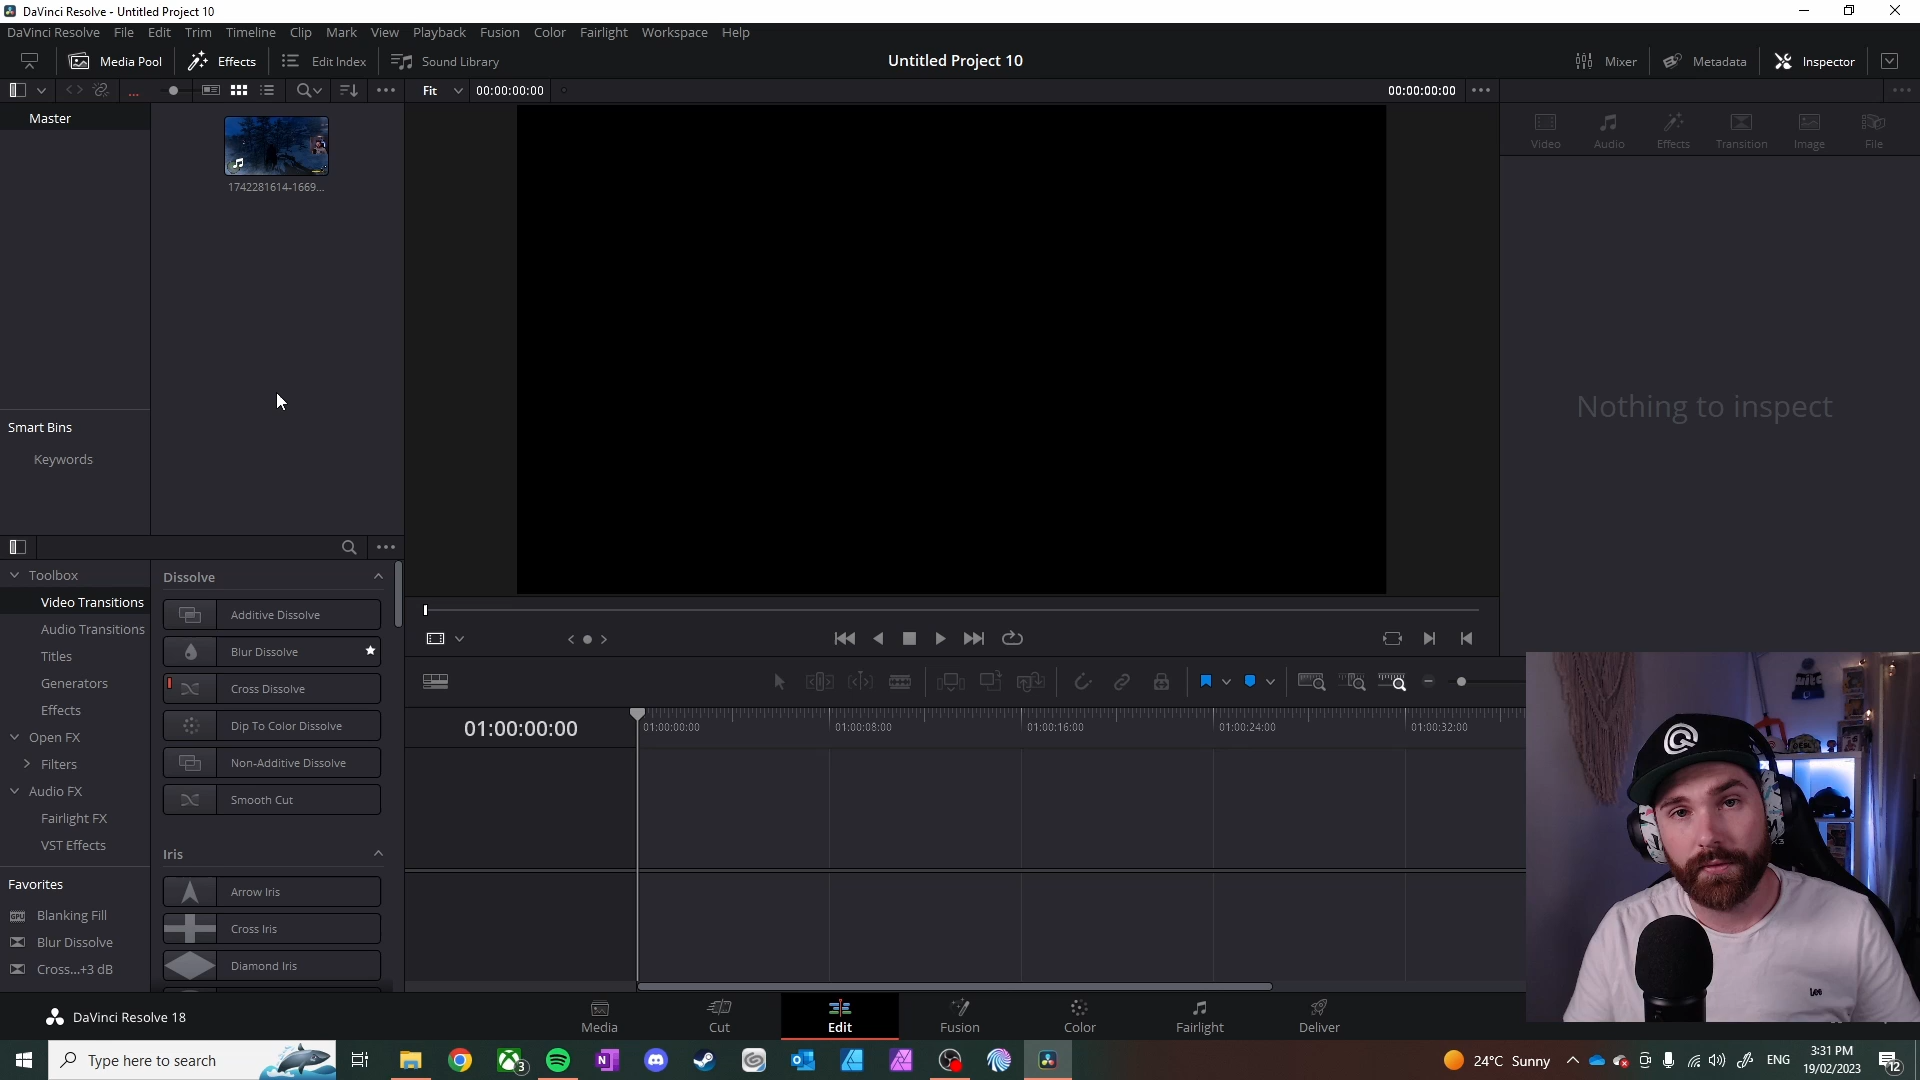 DaVinci Resolve - Untitled Project 10
DaVinci Resolve File Edit Trim Timeline Clip Mark View Playback Fusion Color Fairlight Workspace Help
Media Pool Effects Edit Index Sound Library Untitled Project 10 Mixer Metadata Inspector
Fit 00:00:00:00 00:00:00:00
Master
Video Audio Effects Transition Image File
1742281614-1669...
Nothing to inspect
Smart Bins
Keywords
Toolbox
Video Transitions
Audio Transitions
Titles
Generators
Effects
Open FX
Filters
Audio FX
Fairlight FX
VST Effects
Favorites
Blanking Fill
Blur Dissolve
Cross...+3 dB
Dissolve
Additive Dissolve
Blur Dissolve
Cross Dissolve
Dip To Color Dissolve
Non-Additive Dissolve
Smooth Cut
Iris
Arrow Iris
Cross Iris
Diamond Iris
01:00:00:00
01:00:00:00 01:00:08:00 01:00:16:00 01:00:24:00 01:00:32:00
DaVinci Resolve 18
Media Cut Edit Fusion Color Fairlight Deliver
Type here to search
3
24°C Sunny
ENG
3:31 PM
19/02/2023
12